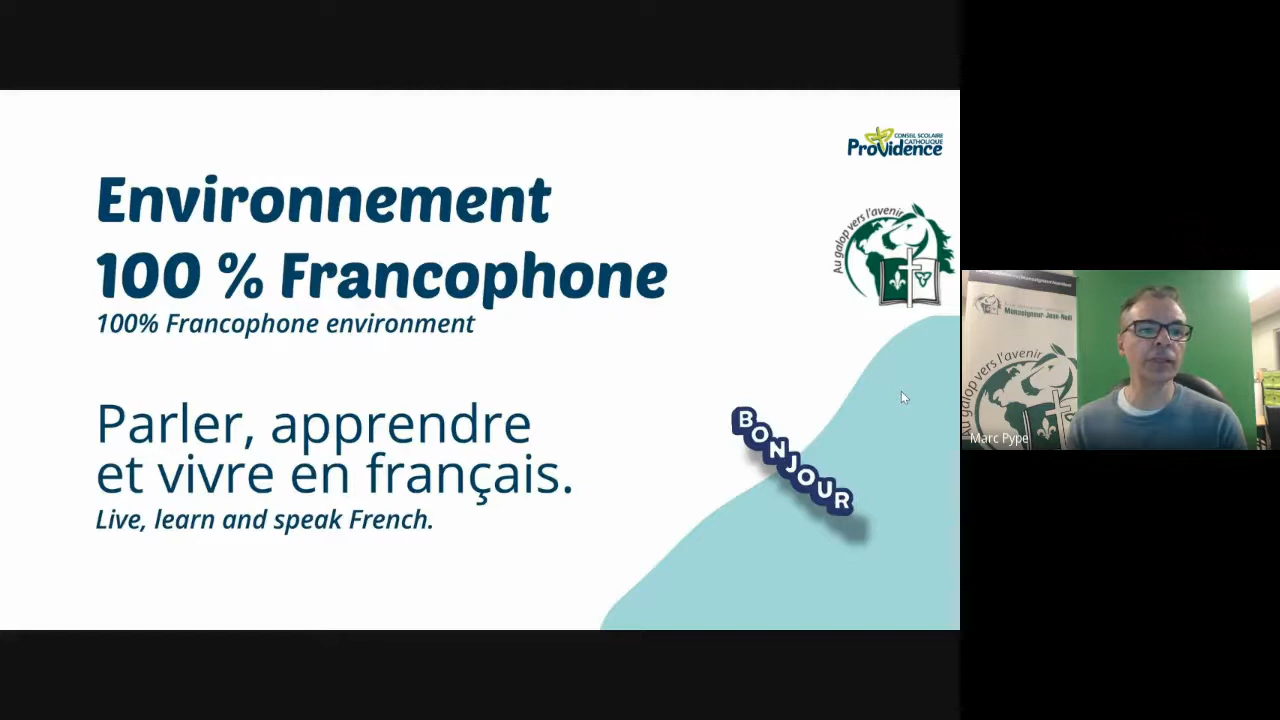 CONSEIL SCOLAIRE
CATHOLIQUE
Providence
Environnement
100 % Francophone
100% Francophone environment
Au galop vers l'avenir
Parler, apprendre
et vivre en français.
Live, learn and speak French.
BONJOUR
Monseigneur-Jean-Noël
Au galop vers l'avenir
Marc Pype